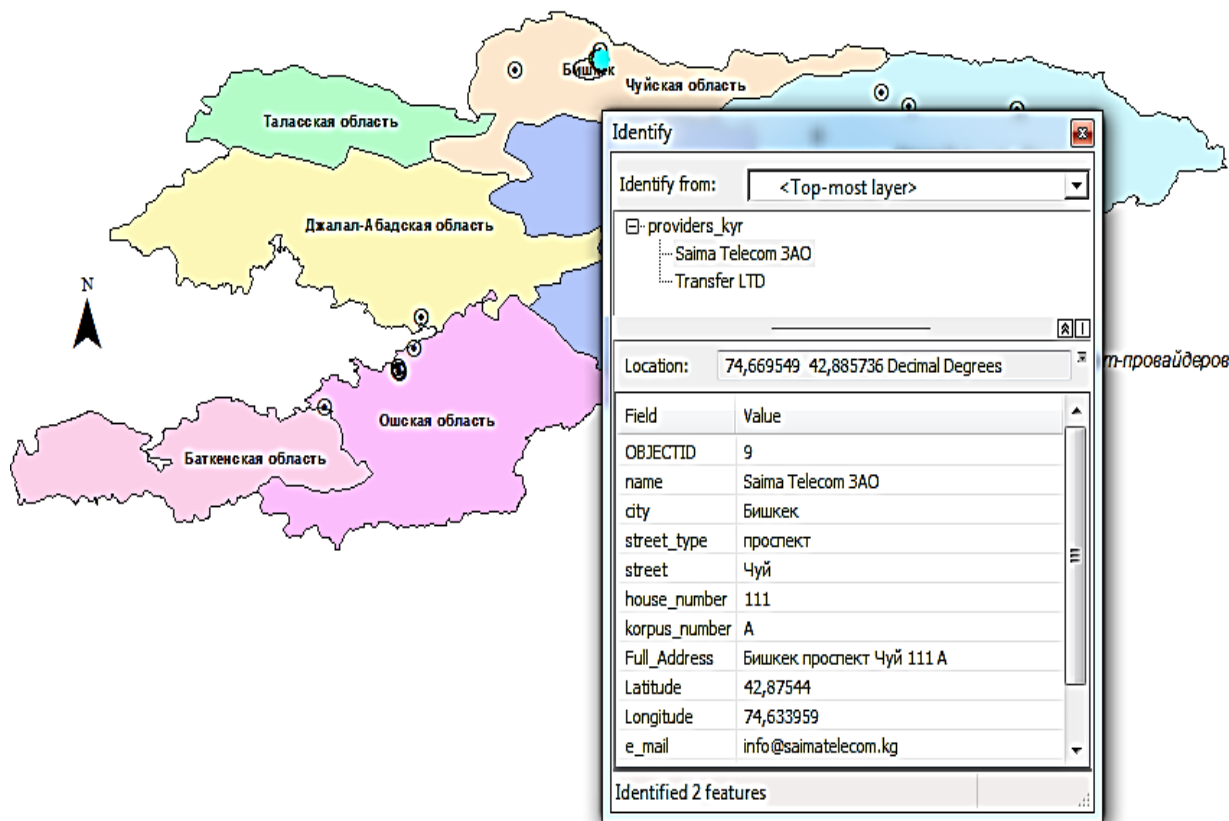 Бишкек
Чуйская область
Таласская область
Джалал-Абадская область
N
Ошская область
Баткенская область
т-провайдеров
Identify
Identify from: <Top-most layer>
providers_kyr
Saima Telecom ЗАО
Transfer LTD
Location: 74,669549 42,885736 Decimal Degrees
Field Value
OBJECTID 9
name Saima Telecom ЗАО
city Бишкек
street_type проспект
street Чуй
house_number 111
korpus_number А
Full_Address Бишкек проспект Чуй 111 А
Latitude 42,87544
Longitude 74,633959
e_mail info@saimatelecom.kg
Identified 2 features